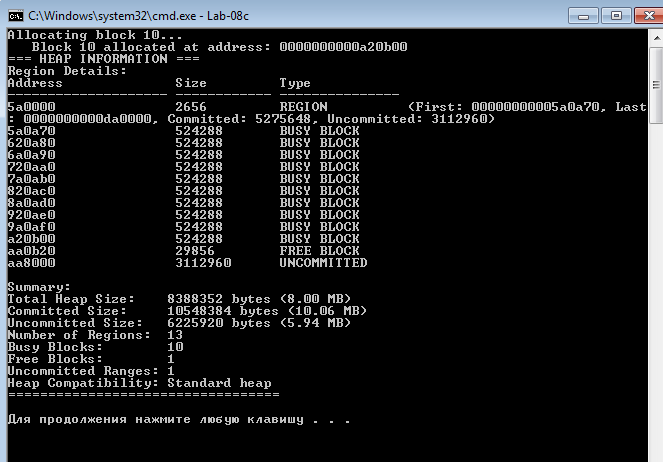 C:\Windows\system32\cmd.exe - Lab-08c
Allocating block 10...
   Block 10 allocated at address: 0000000000a20b00
=== HEAP INFORMATION ===
Region Details:
Address              Size         Type
-------------------- ------------ ---------------
5a0000               2656         REGION          (First: 00000000005a0a70, Last
: 0000000000da0000, Committed: 5275648, Uncommitted: 3112960)
5a0a70               524288       BUSY BLOCK
620a80               524288       BUSY BLOCK
6a0a90               524288       BUSY BLOCK
720aa0               524288       BUSY BLOCK
7a0ab0               524288       BUSY BLOCK
820ac0               524288       BUSY BLOCK
8a0ad0               524288       BUSY BLOCK
920ae0               524288       BUSY BLOCK
9a0af0               524288       BUSY BLOCK
a20b00               524288       BUSY BLOCK
aa0b20               29856        FREE BLOCK
aa8000               3112960      UNCOMMITTED
Summary:
Total Heap Size:    8388352 bytes (8.00 MB)
Committed Size:     10548384 bytes (10.06 MB)
Uncommitted Size:   6225920 bytes (5.94 MB)
Number of Regions:  13
Busy Blocks:        10
Free Blocks:        1
Uncommitted Ranges: 1
Heap Compatibility: Standard heap
==================================
Для продолжения нажмите любую клавишу . . .